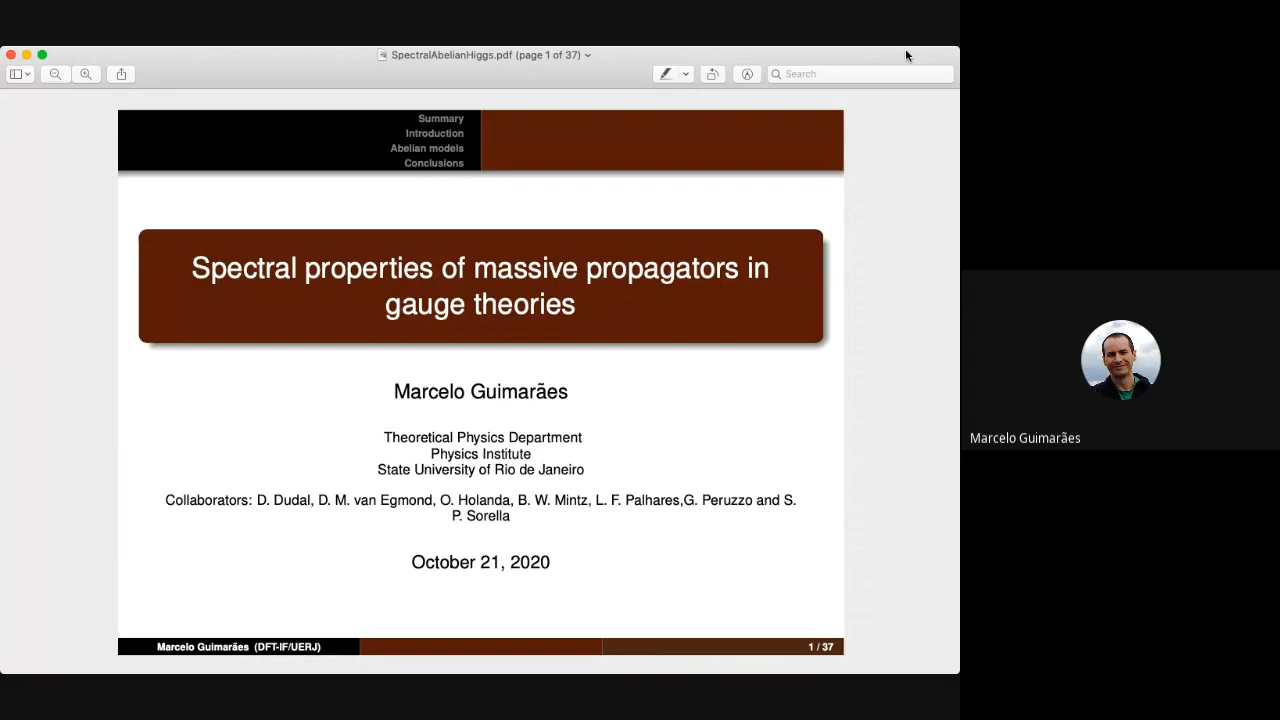 SpectralAbelianHiggs.pdf (page 1 of 37)
Search
Summary
Introduction
Abelian models
Conclusions
Spectral properties of massive propagators in
gauge theories
Marcelo Guimarães
Theoretical Physics Department
Physics Institute
State University of Rio de Janeiro
Collaborators: D. Dudal, D. M. van Egmond, O. Holanda, B. W. Mintz, L. F. Palhares,G. Peruzzo and S.
P. Sorella
October 21, 2020
Marcelo Guimarães (DFT-IF/UERJ)
1 / 37
Marcelo Guimarães